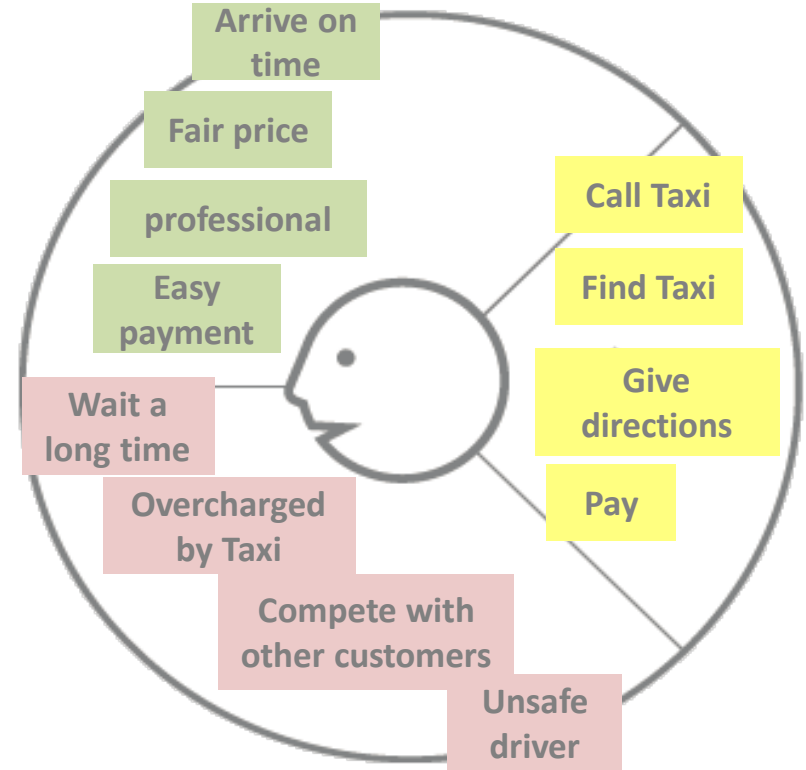 Arrive on
time
Fair price
professional
Easy
payment
Wait a
long time
Overcharged
by Taxi
Compete with
other customers
Unsafe
driver
Call Taxi
Find Taxi
Give
directions
Pay